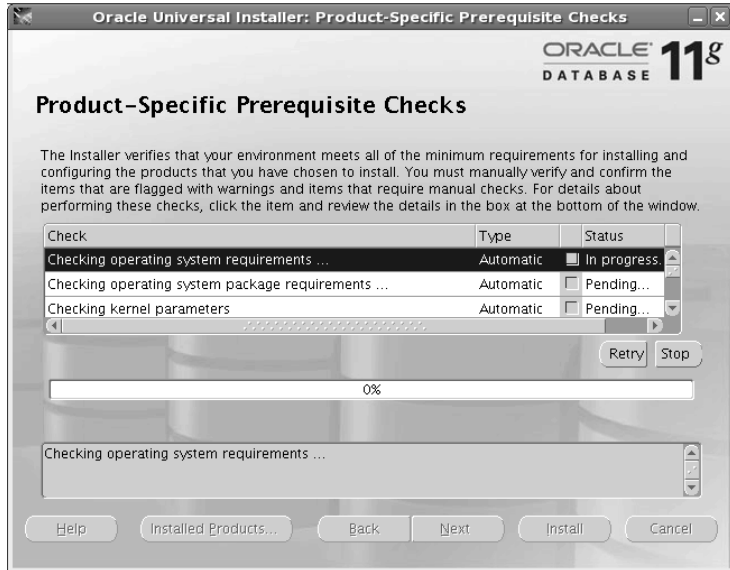 Oracle Universal Installer: Product-Specific Prerequisite Checks
ORACLE
DATABASE 11g
Product-Specific Prerequisite Checks
The Installer verifies that your environment meets all of the minimum requirements for installing and
configuring the products that you have chosen to install. You must manually verify and confirm the
items that are flagged with warnings and items that require manual checks. For details about
performing these checks, click the item and review the details in the box at the bottom of the window.
Check Type Status
Checking operating system requirements ... Automatic In progress.
Checking operating system package requirements ... Automatic Pending...
Checking kernel parameters Automatic Pending...
Retry Stop
0%
Checking operating system requirements ...
Help Installed Products... Back Next Install Cancel